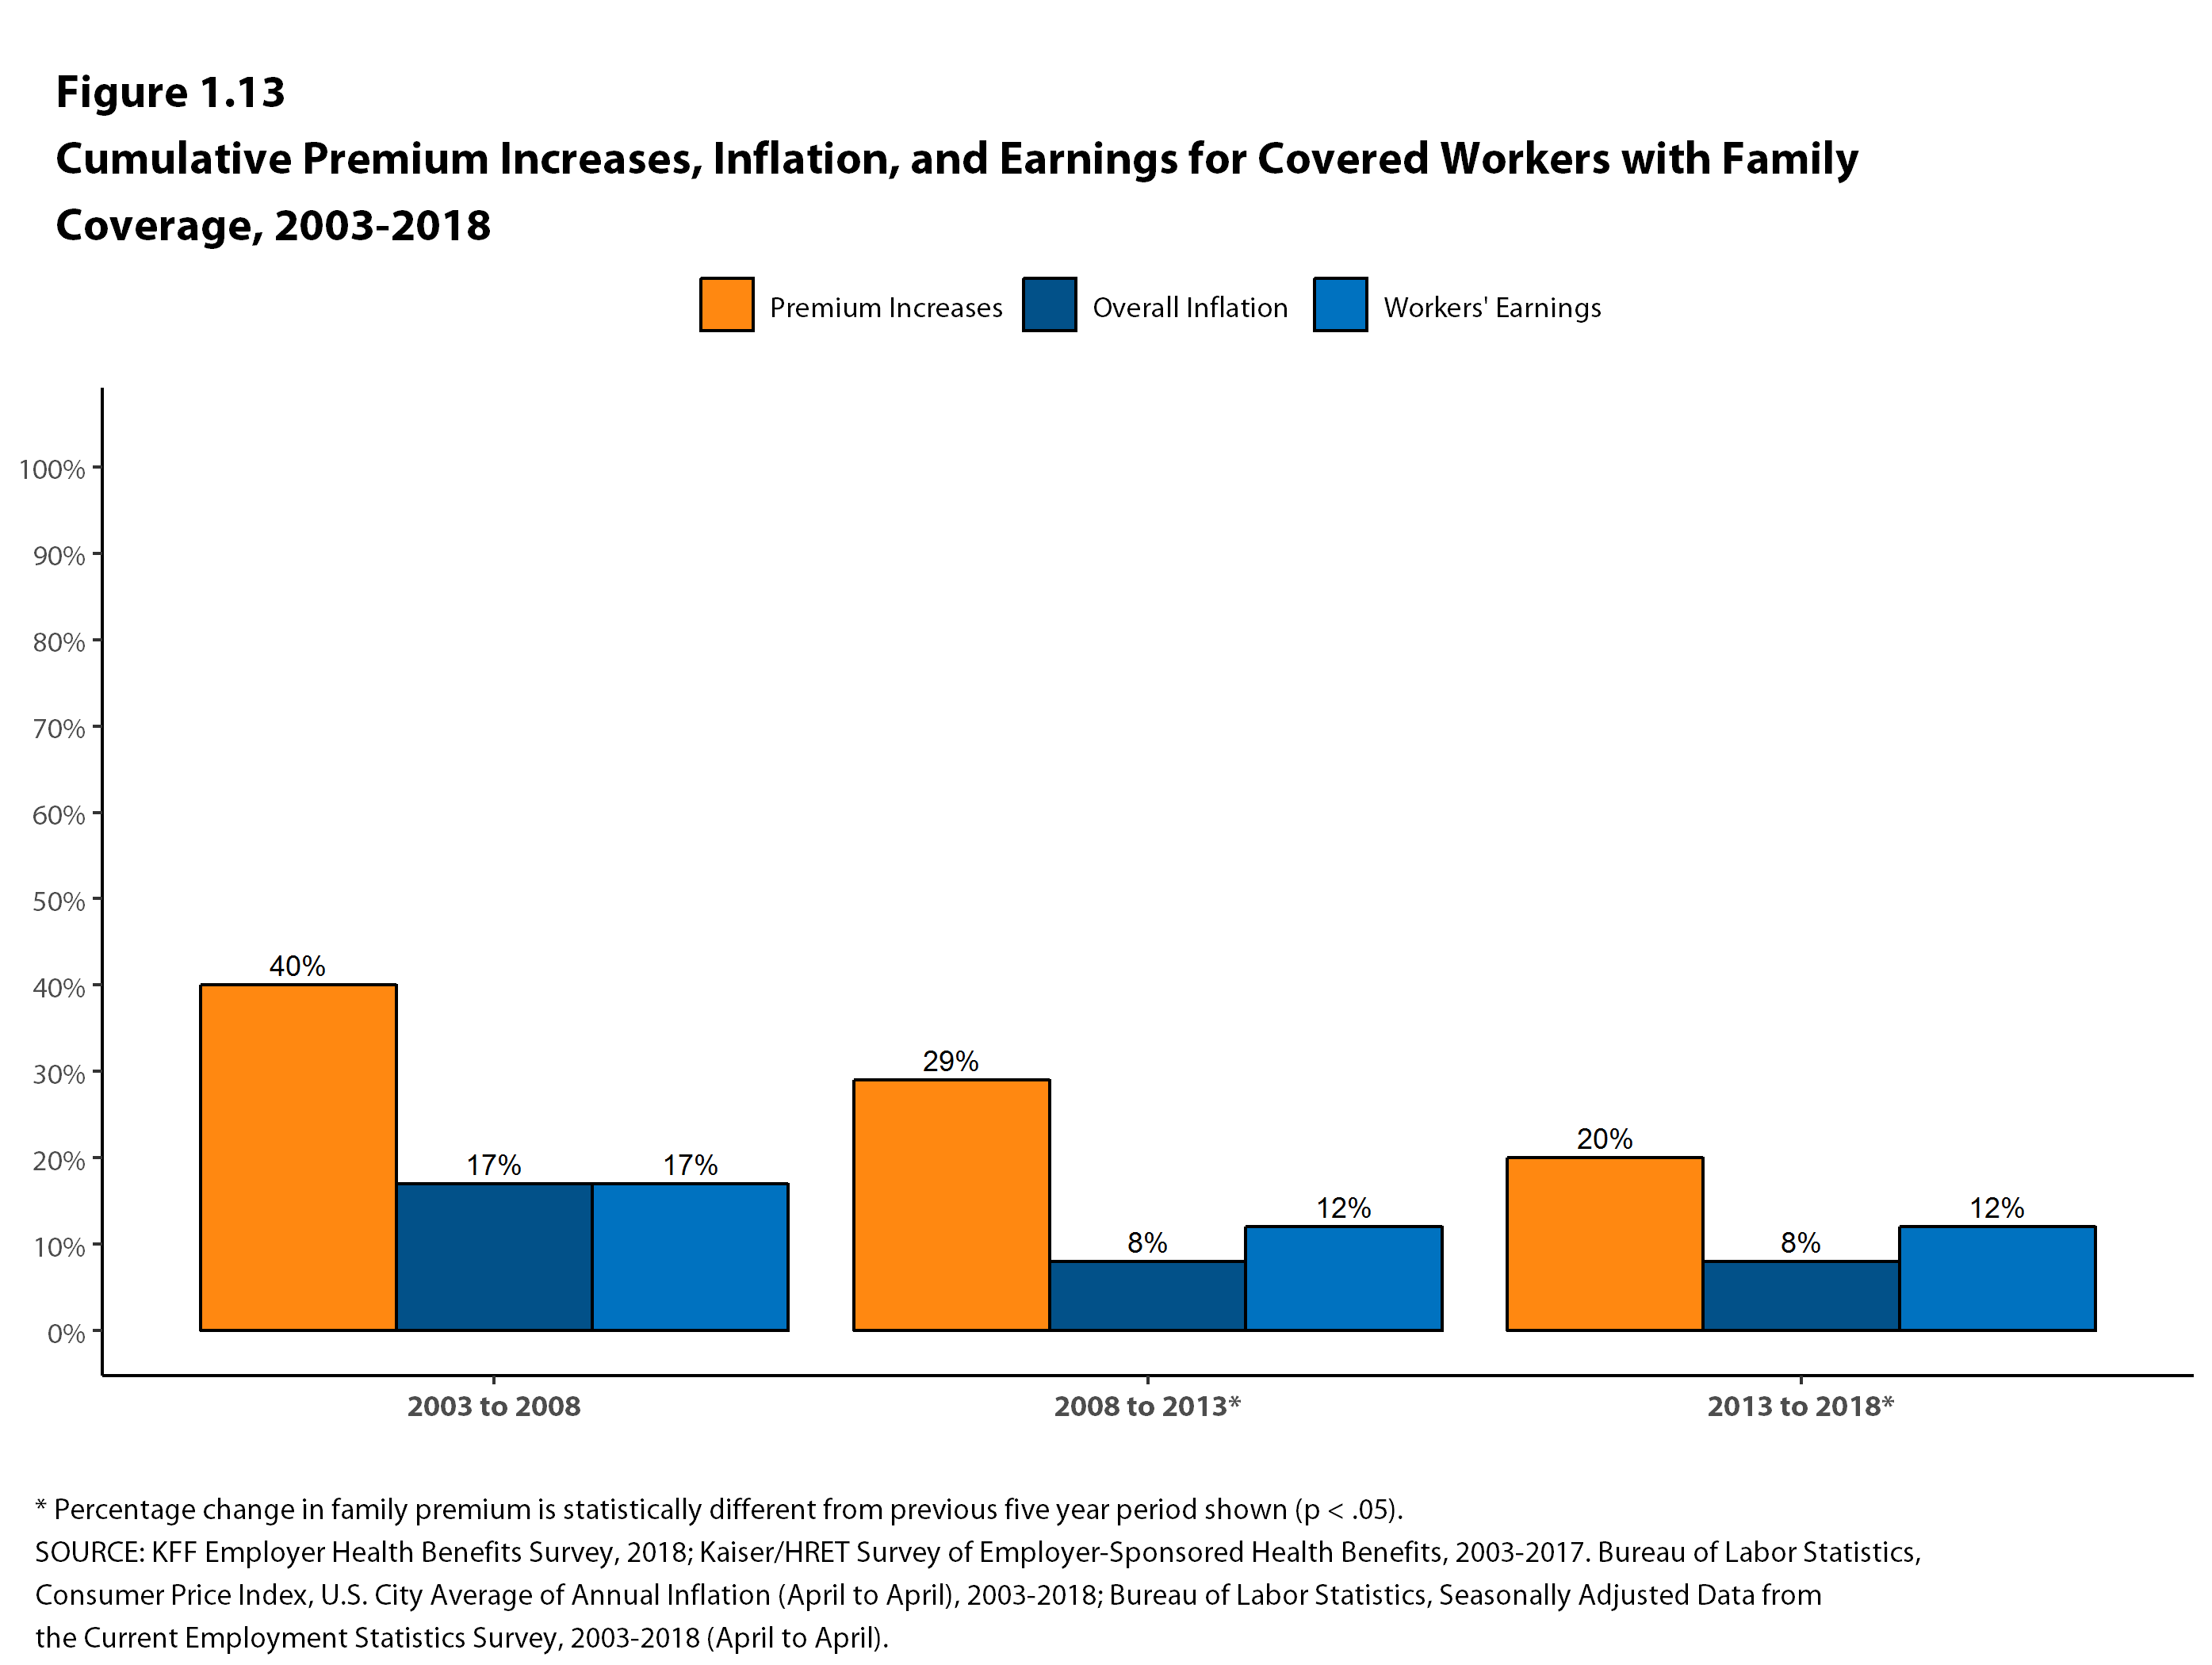 Figure 1.13
Cumulative Premium Increases, Inflation, and Earnings for Covered Workers with Family
Coverage, 2003-2018
Premium Increases Overall Inflation Workers' Earnings
100%
90%
80%
70%
60%
50%
40%
30%
20%
10%
0%
40%
17%
17%
29%
8%
12%
20%
8%
12%
2003 to 2008
2008 to 2013*
2013 to 2018*
* Percentage change in family premium is statistically different from previous five year period shown (p < .05).
SOURCE: KFF Employer Health Benefits Survey, 2018; Kaiser/HRET Survey of Employer-Sponsored Health Benefits, 2003-2017. Bureau of Labor Statistics,
Consumer Price Index, U.S. City Average of Annual Inflation (April to April), 2003-2018; Bureau of Labor Statistics, Seasonally Adjusted Data from
the Current Employment Statistics Survey, 2003-2018 (April to April).